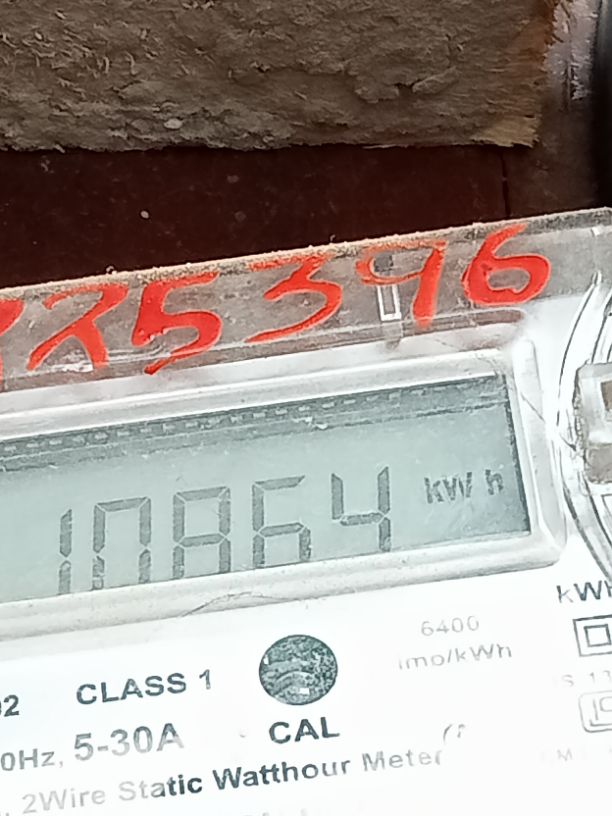 5396
10864 kWh
6400
imp/kWh
CLASS 1
0Hz, 5-30A
CAL
2Wire Static Watthour Meter